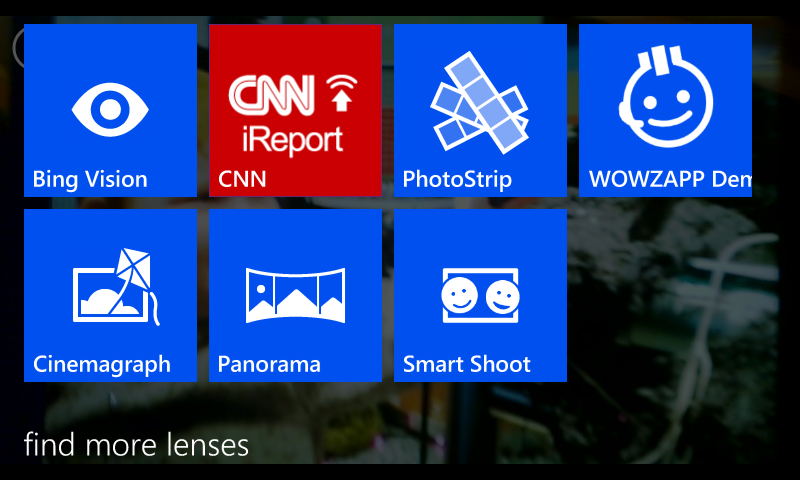 CNN
iReport
Bing Vision
CNN
PhotoStrip
WOWZAPP Dem
Cinemagraph
Panorama
Smart Shoot
find more lenses